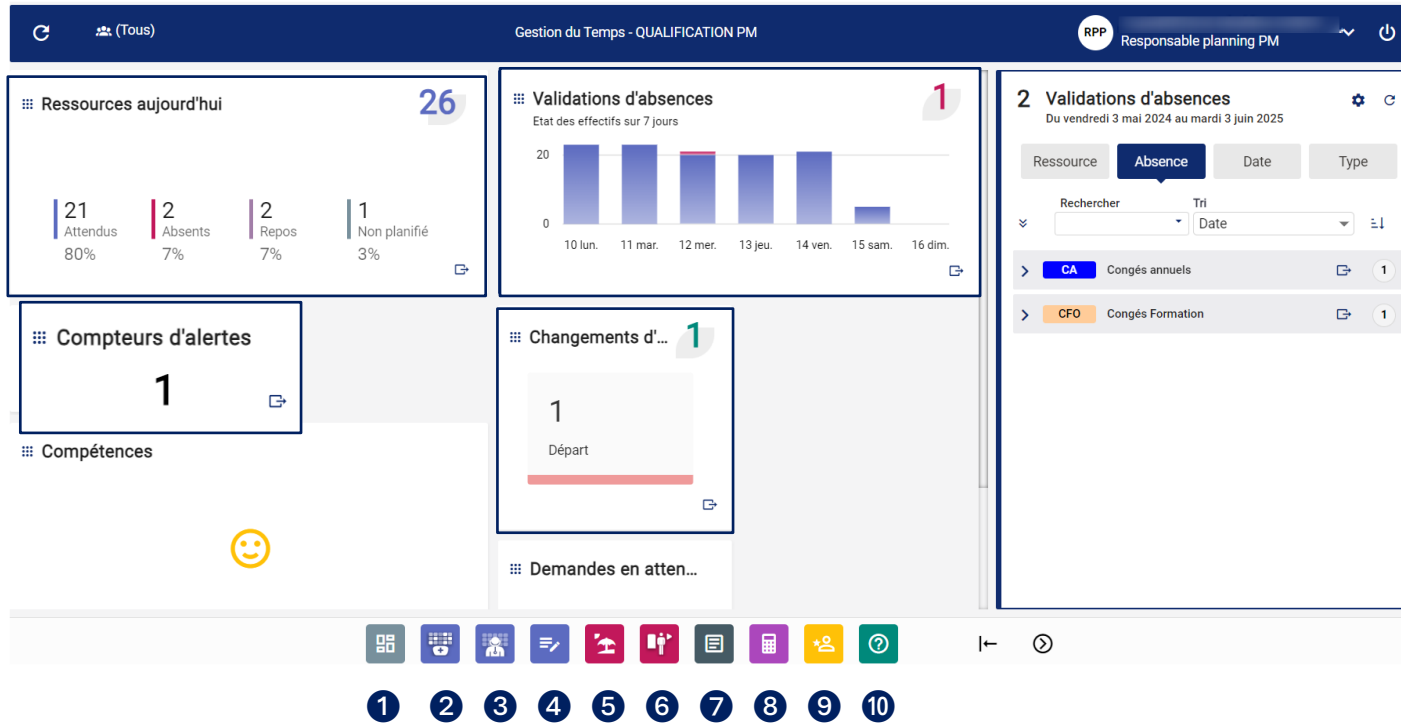 (Tous)
Gestion du Temps - QUALIFICATION PM
RPP
Responsable planning PM
Ressources aujourd'hui
26
21
Attendus
80%
2
Absents
7%
2
Repos
7%
1
Non planifié
3%
Validations d'absences
1
Etat des effectifs sur 7 jours
20
0
10 lun.
11 mar.
12 mer.
13 jeu.
14 ven.
15 sam.
16 dim.
Compteurs d'alertes
1
Changements d'...
1
1
Départ
Compétences
Demandes en atten...
2 Validations d'absences
Du vendredi 3 mai 2024 au mardi 3 juin 2025
Ressource
Absence
Date
Type
Rechercher
Tri
Date
CA Congés annuels 1
CFO Congés Formation 1
1 2 3 4 5 6 7 8 9 10